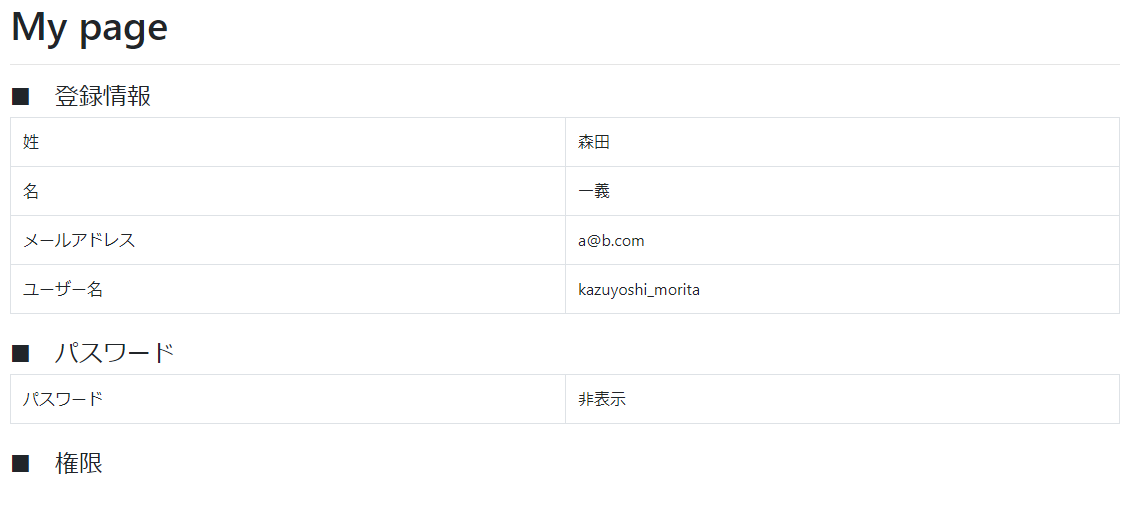 My page
■ 登録情報
姓 森田
名 一義
メールアドレス a@b.com
ユーザー名 kazuyoshi_morita
■ パスワード
パスワード 非表示
■ 権限